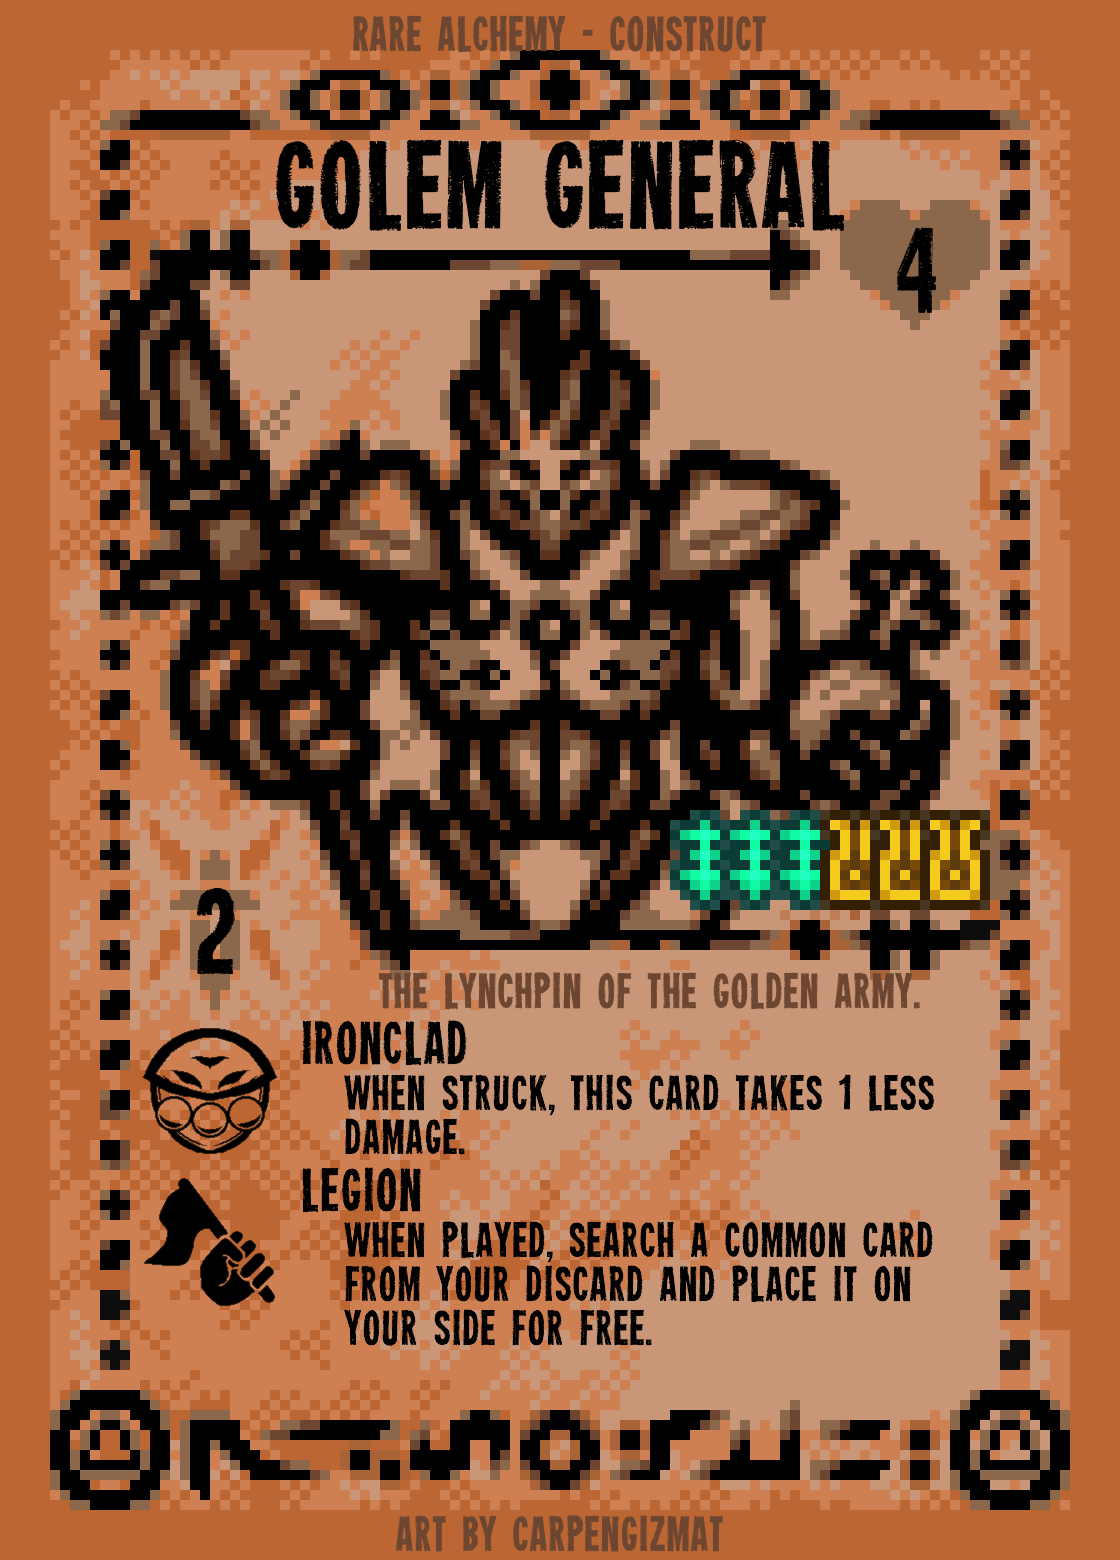 RARE ALCHEMY - CONSTRUCT
GOLEM GENERAL
4
2
THE LYNCHPIN OF THE GOLDEN ARMY.
IRONCLAD
WHEN STRUCK, THIS CARD TAKES 1 LESS
DAMAGE.
LEGION
WHEN PLAYED, SEARCH A COMMON CARD
FROM YOUR DISCARD AND PLACE IT ON
YOUR SIDE FOR FREE.
ART BY CARPENGIZMAT